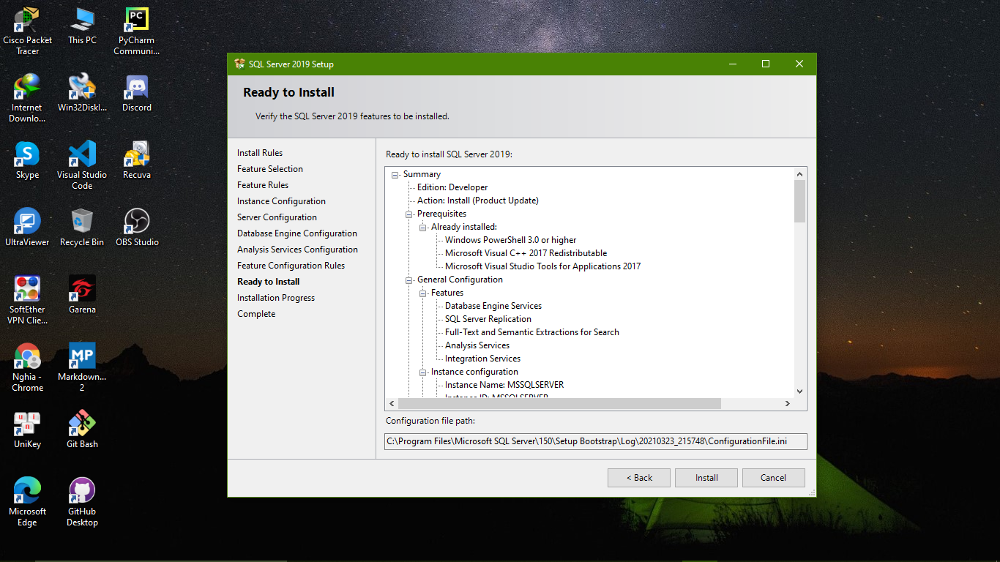 Cisco Packet
Tracer
This PC
PyCharm
Communi...
Internet
Downlo...
Win32DiskI...
Discord
Skype
Visual Studio
Code
Recuva
UltraViewer
Recycle Bin
OBS Studio
SoftEther
VPN Clie...
Garena
Nghia -
Chrome
Markdown...
2
UniKey
Git Bash
Microsoft
Edge
GitHub
Desktop
SQL Server 2019 Setup
Ready to Install
Verify the SQL Server 2019 features to be installed.
Install Rules
Feature Selection
Feature Rules
Instance Configuration
Server Configuration
Database Engine Configuration
Analysis Services Configuration
Feature Configuration Rules
Ready to Install
Installation Progress
Complete
Ready to install SQL Server 2019:
Summary
Edition: Developer
Action: Install (Product Update)
Prerequisites
Already installed:
Windows PowerShell 3.0 or higher
Microsoft Visual C++ 2017 Redistributable
Microsoft Visual Studio Tools for Applications 2017
General Configuration
Features
Database Engine Services
SQL Server Replication
Full-Text and Semantic Extractions for Search
Analysis Services
Integration Services
Instance configuration
Instance Name: MSSQLSERVER
Instance ID: MSSQLSERVER
Configuration file path:
C:\Program Files\Microsoft SQL Server\150\Setup Bootstrap\Log\20210323_215748\ConfigurationFile.ini
< Back
Install
Cancel